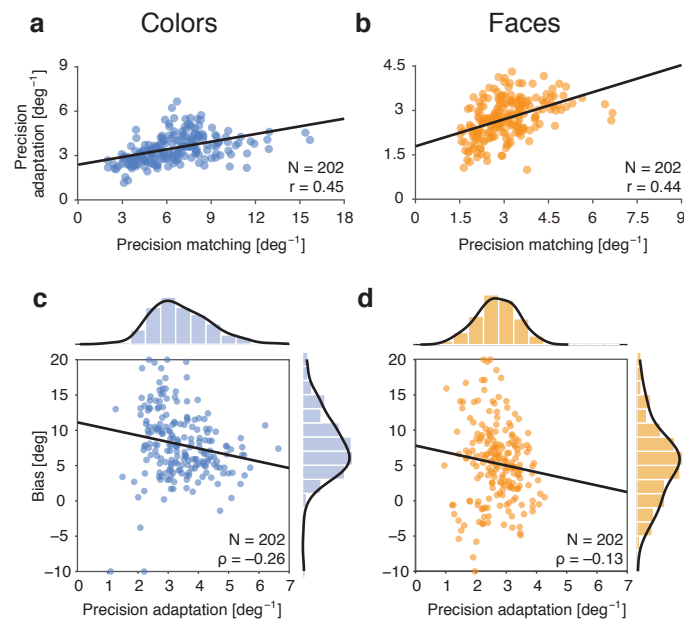 a Colors
b Faces
Precision
adaptation [deg⁻¹]
9
6
3
0
N = 202
r = 0.45
0 3 6 9 12 15 18
Precision matching [deg⁻¹]
4.5
3
1.5
0
N = 202
r = 0.44
0 1.5 3 4.5 6 7.5 9
Precision matching [deg⁻¹]
c
Bias [deg]
20
15
10
5
0
−5
−10
N = 202
ρ = −0.26
0 1 2 3 4 5 6 7
Precision adaptation [deg⁻¹]
d
20
15
10
5
0
−5
−10
N = 202
ρ = −0.13
0 1 2 3 4 5 6 7
Precision adaptation [deg⁻¹]